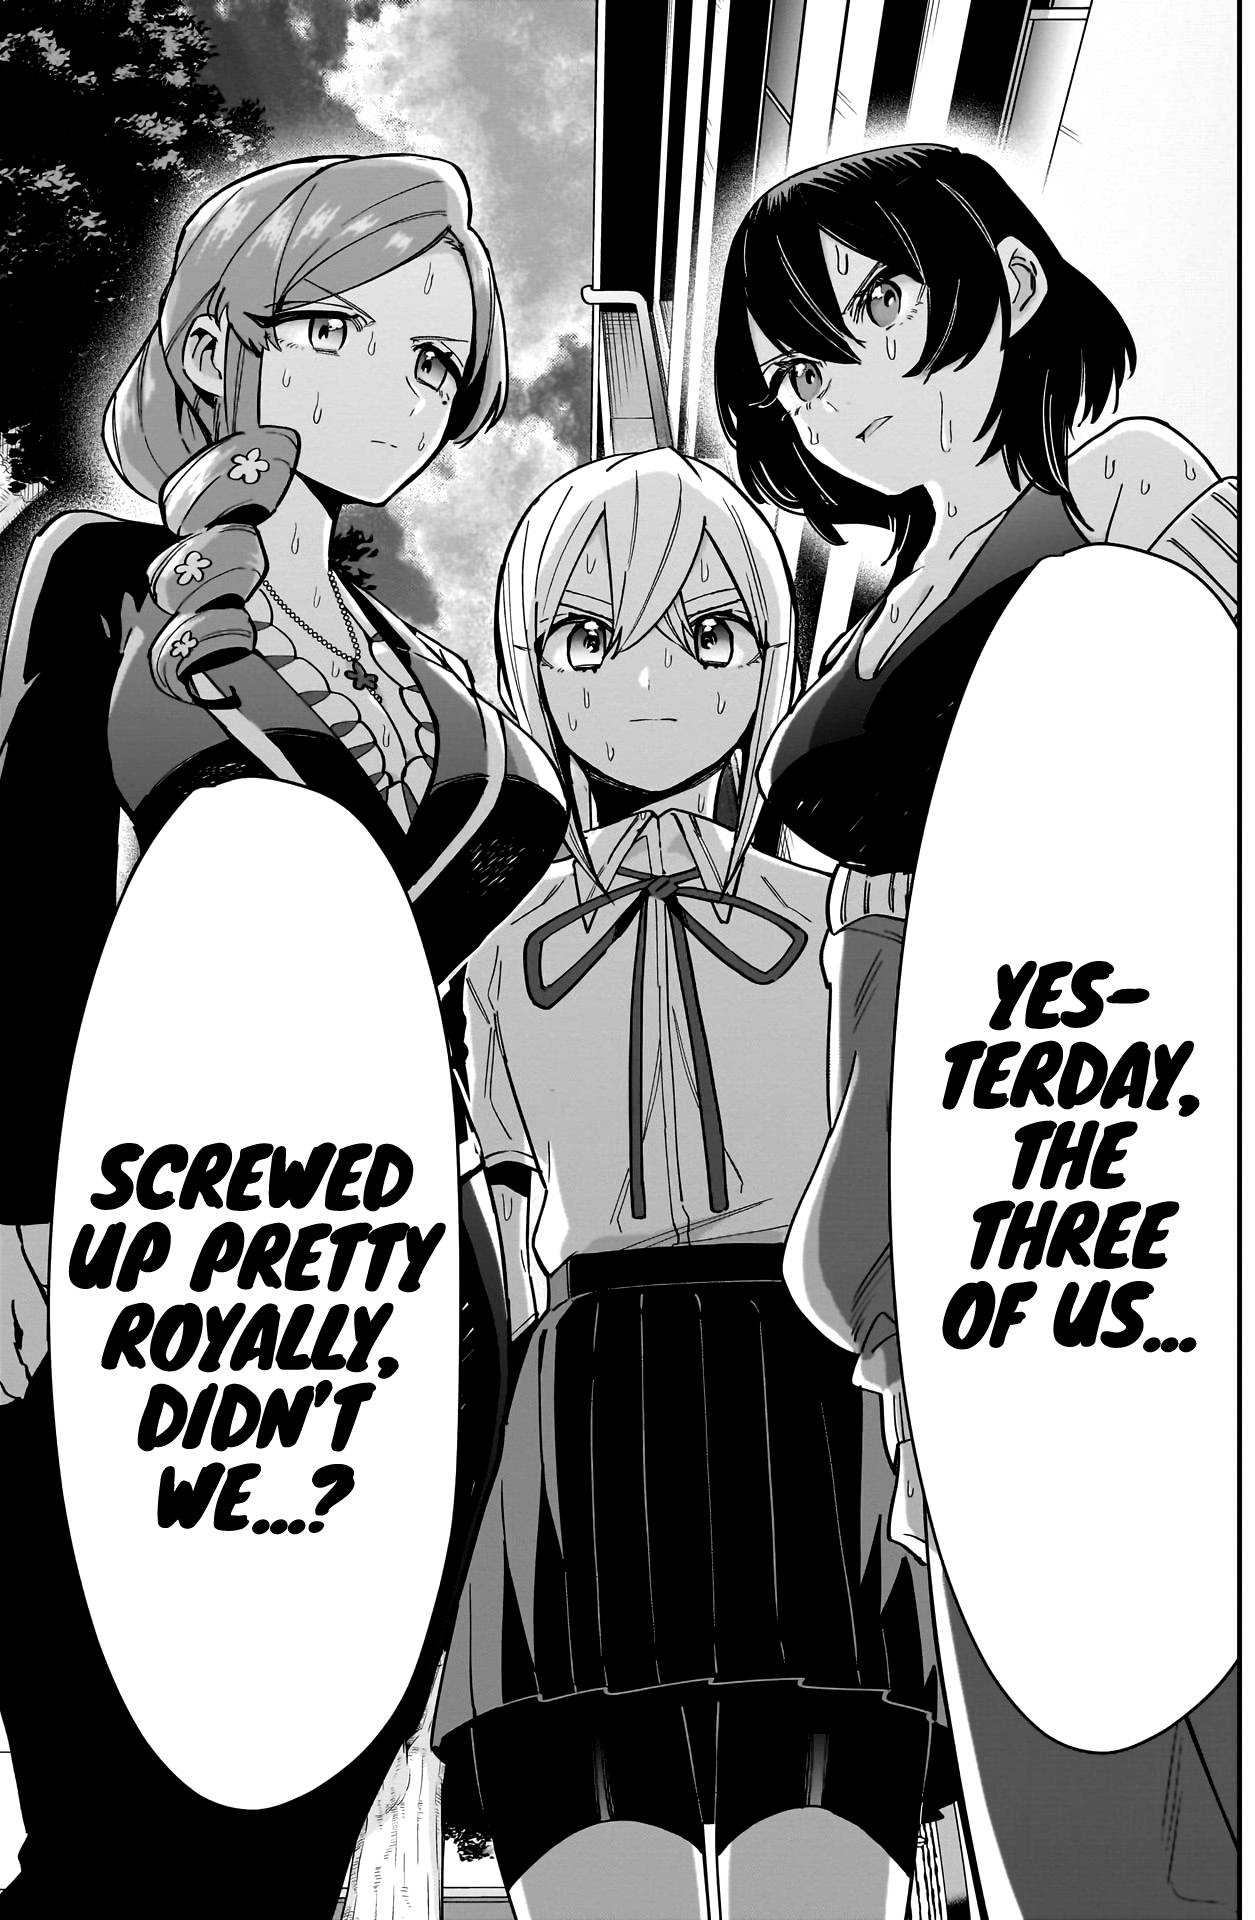 YES-
TERDAY,
THE
THREE
OF US...
SCREWED
UP PRETTY
ROYALLY,
DIDN'T
WE...?